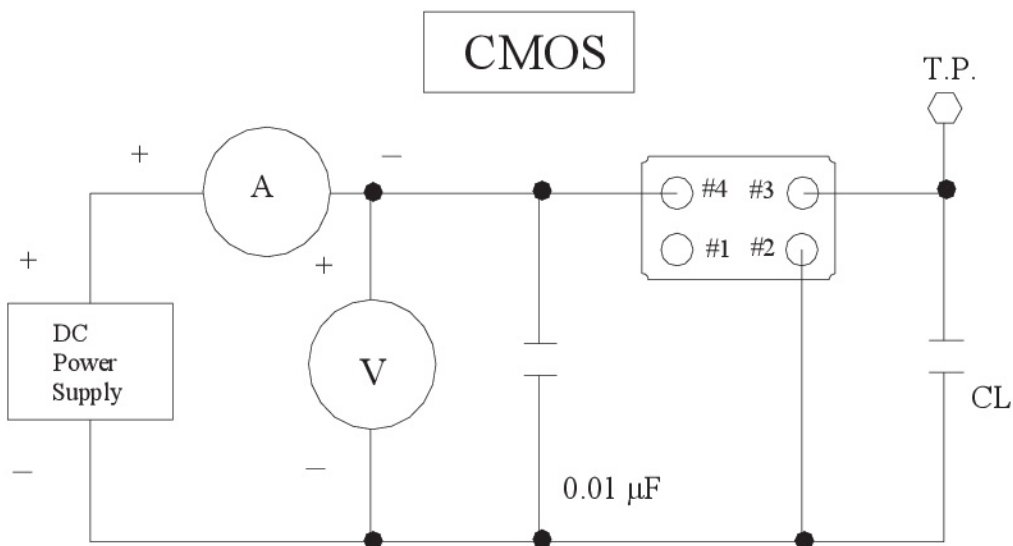 CMOS
T.P.
+
−
A
#4 #3
+
+
#1 #2
DC
Power
Supply
V
CL
−
−
0.01 µF